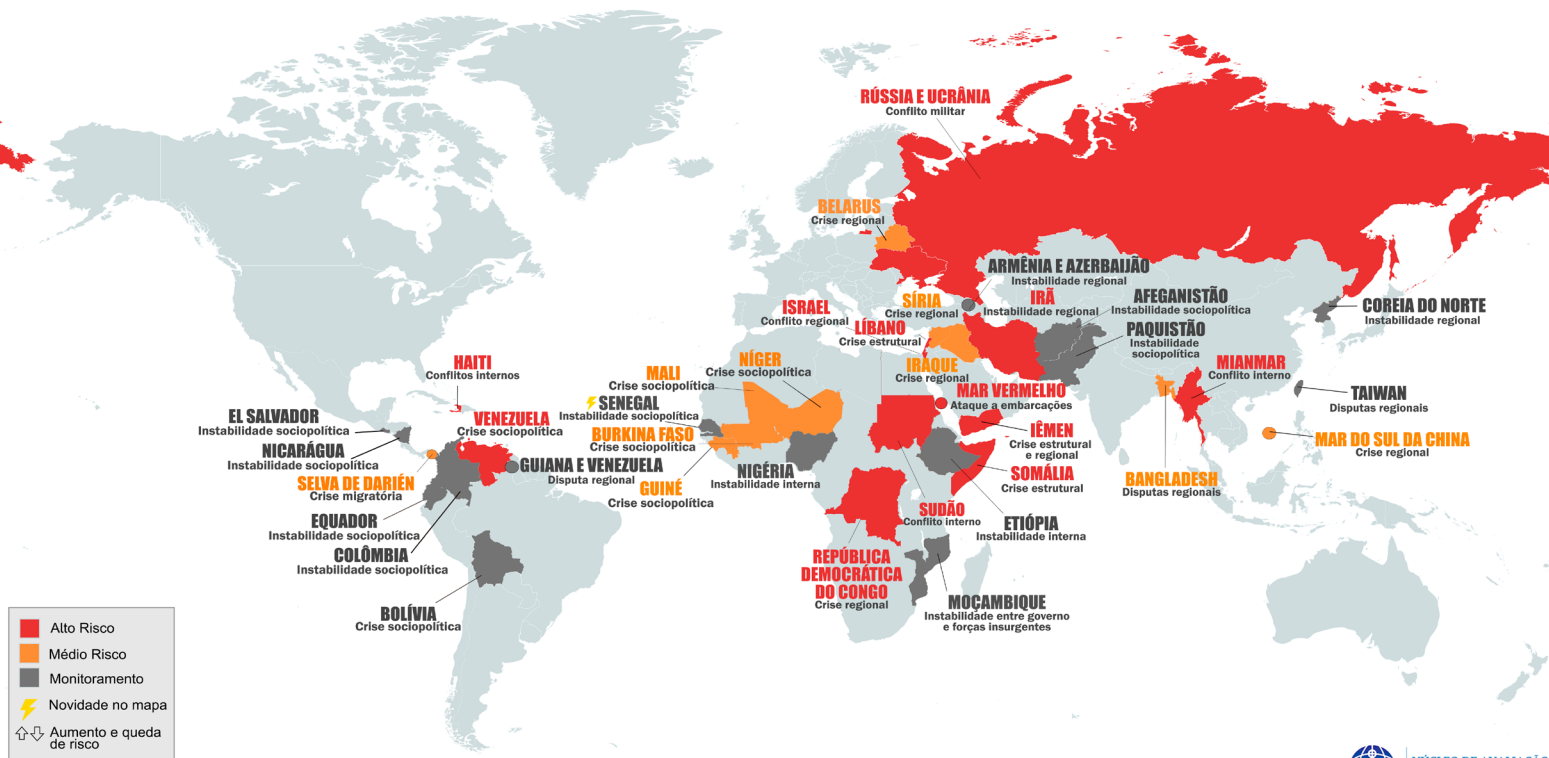 RÚSSIA E UCRÂNIA
Conflito militar
BELARUS
Crise regional
ARMÊNIA E AZERBAIJÃO
Instabilidade regional
ISRAEL
Conflito regional
SÍRIA
Crise regional
IRÃ
Instabilidade regional
AFEGANISTÃO
Instabilidade sociopolítica
COREIA DO NORTE
Instabilidade regional
LÍBANO
Crise estrutural
PAQUISTÃO
Instabilidade
sociopolítica
HAITI
Conflitos internos
MALI
Crise sociopolítica
NÍGER
Crise sociopolítica
IRAQUE
Crise regional
MIANMAR
Conflito interno
MAR VERMELHO
Ataque a embarcações
TAIWAN
Disputas regionais
EL SALVADOR
Instabilidade sociopolítica
VENEZUELA
Crise sociopolítica
SENEGAL
Instabilidade sociopolítica
BURKINA FASO
Crise sociopolítica
IÊMEN
Crise estrutural
e regional
MAR DO SUL DA CHINA
Crise regional
NICARÁGUA
Instabilidade sociopolítica
GUIANA E VENEZUELA
Disputa regional
NIGÉRIA
Instabilidade interna
SOMÁLIA
Crise estrutural
BANGLADESH
Disputas regionais
SELVA DE DARIÉN
Crise migratória
GUINÉ
Crise sociopolítica
SUDÃO
Conflito interno
ETIÓPIA
Instabilidade interna
EQUADOR
Instabilidade sociopolítica
COLÔMBIA
Instabilidade sociopolítica
REPÚBLICA
DEMOCRÁTICA
DO CONGO
Crise regional
MOÇAMBIQUE
Instabilidade entre governo
e forças insurgentes
BOLÍVIA
Crise sociopolítica
Alto Risco
Médio Risco
Monitoramento
Novidade no mapa
Aumento e queda
de risco